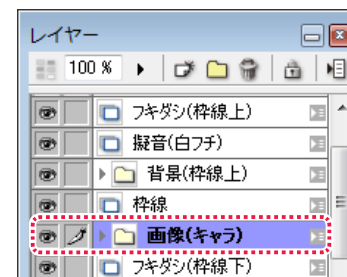 レイヤー
100 %
フキダシ(枠線上)
擬音(白フチ)
背景(枠線上)
枠線
画像(キャラ)
フキダシ(枠線下)